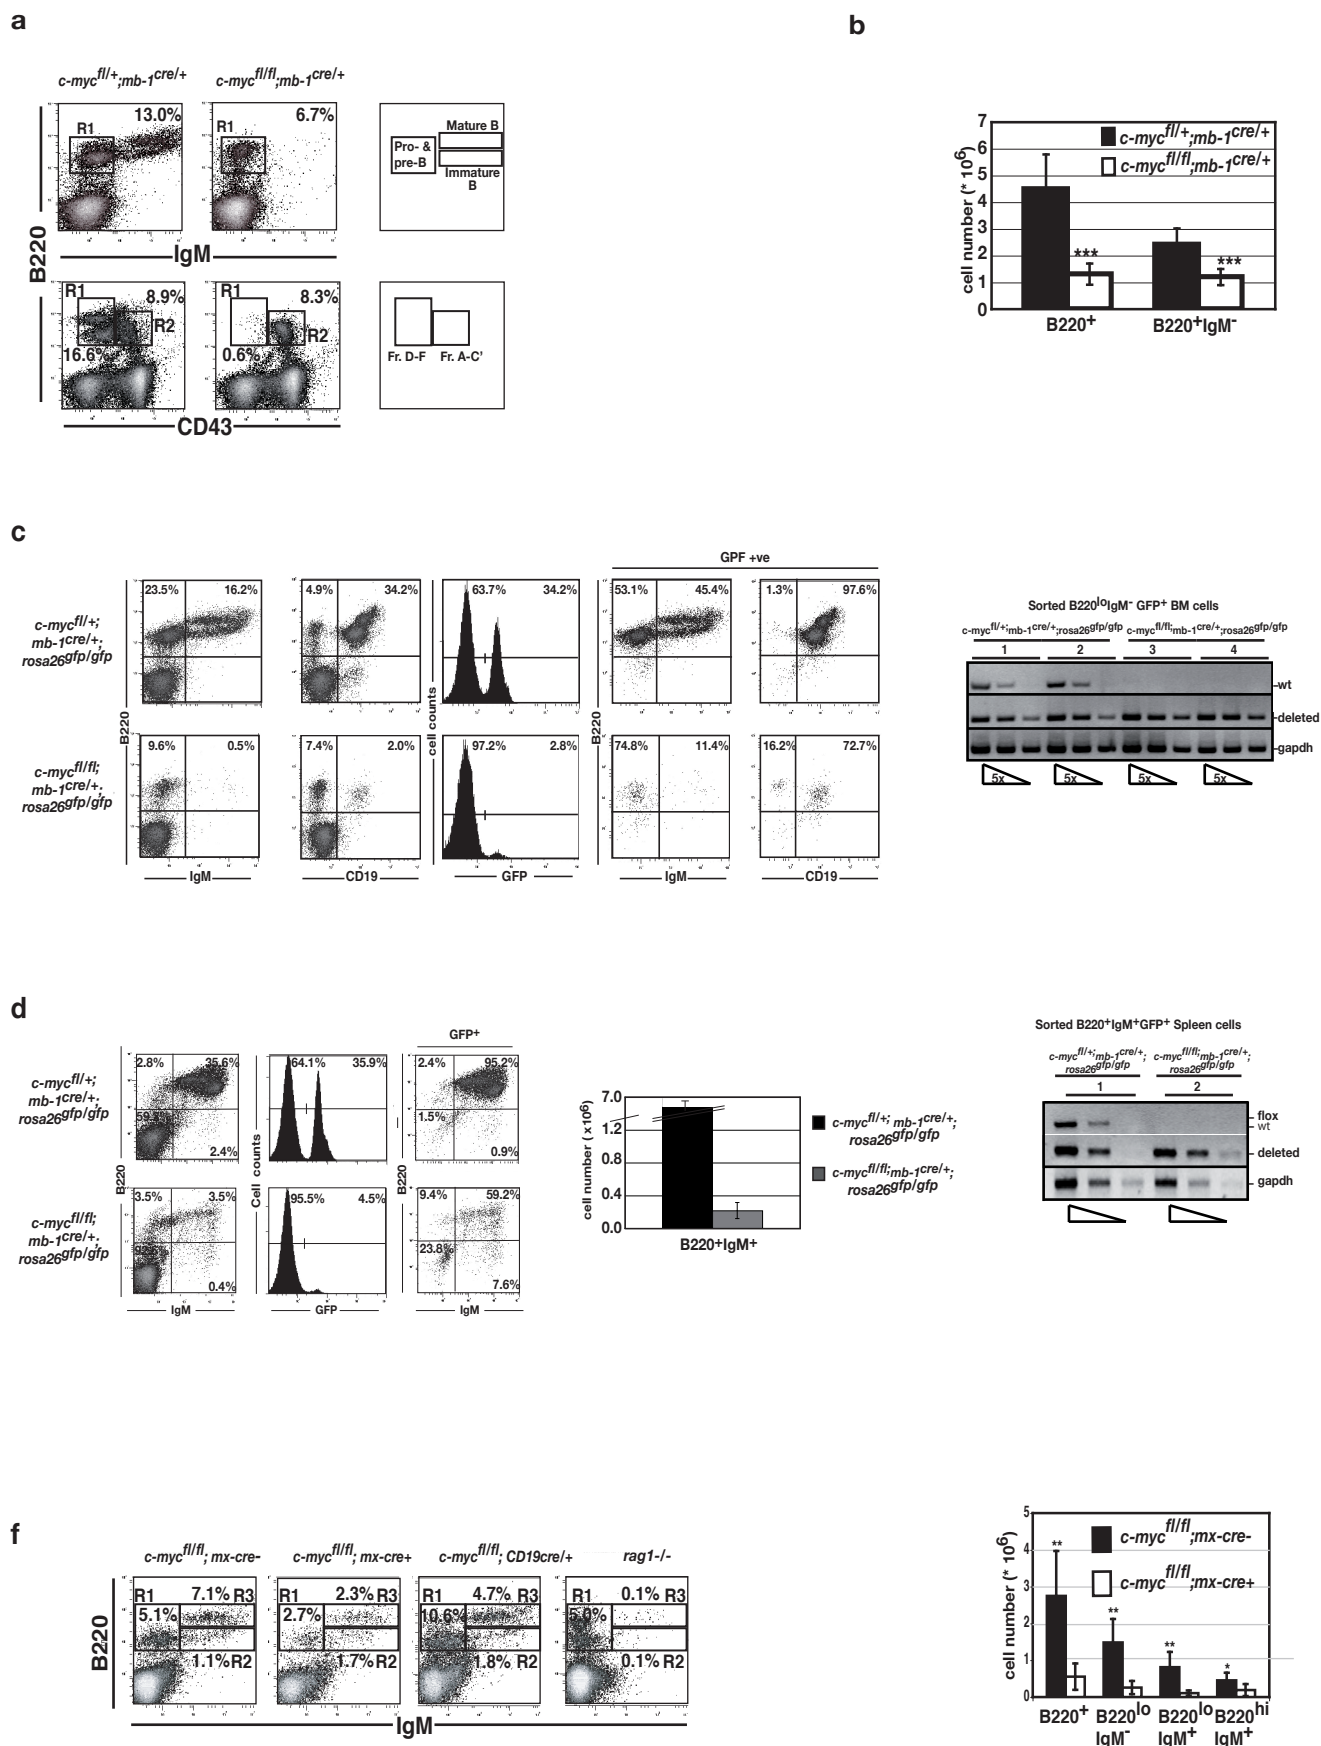 a
c-myc fl/+;mb-1 cre/+
c-myc fl/fl;mb-1 cre/+
R1
13.0%
R1
6.7%
Pro- &
pre-B
Mature B
Immature
B
B220
IgM
R1
8.9%
R2
16.6%
R1
8.3%
R2
0.6%
Fr. D-F
Fr. A-C'
CD43
b
c-myc fl/+;mb-1 cre/+
c-myc fl/fl;mb-1 cre/+
cell number (* 10 6)
7
6
5
4
3
2
1
0
***
***
B220+
B220+IgM-
c
GPF +ve
c-myc fl/+;
mb-1 cre/+;
rosa26 gfp/gfp
23.5% 16.2%
4.9% 34.2%
63.7% 34.2%
53.1% 45.4%
1.3% 97.6%
B220
cell counts
B220
c-myc fl/fl;
mb-1 cre/+;
rosa26 gfp/gfp
9.6% 0.5%
7.4% 2.0%
97.2% 2.8%
74.8% 11.4%
16.2% 72.7%
IgM
CD19
GFP
IgM
CD19
Sorted B220 lo IgM- GFP+ BM cells
c-myc fl/+;mb-1 cre/+;rosa26 gfp/gfp
c-myc fl/fl;mb-1 cre/+;rosa26 gfp/gfp
1 2 3 4
wt
deleted
gapdh
5x 5x 5x 5x
d
GFP+
c-myc fl/+;
mb-1 cre/+;
rosa26 gfp/gfp
2.8% 35.6%
2.4%
64.1% 35.9%
2.4% 95.2%
1.5%
0.9%
B220
Cell counts
B220
c-myc fl/fl;
mb-1 cre/+;
rosa26 gfp/gfp
3.5% 3.5%
0.4%
95.5% 4.5%
9.4% 59.2%
23.8%
7.6%
IgM
GFP
IgM
cell number ( x10 6)
7.0
1.2
0.8
0.4
0.0
B220+IgM+
c-myc fl/+; mb-1 cre/+;
rosa26 gfp/gfp
c-myc fl/fl;mb-1 cre/+;
rosa26 gfp/gfp
Sorted B220+IgM+GFP+ Spleen cells
c-myc fl/+;mb-1 cre/+;
rosa26 gfp/gfp
c-myc fl/fl;mb-1 cre/+;
rosa26 gfp/gfp
1 2
flox
wt
deleted
gapdh
f
c-myc fl/fl; mx-cre-
c-myc fl/fl; mx-cre+
c-myc fl/fl; CD19cre/+
rag1-/-
R1 7.1% R3
5.1%
1.1% R2
R1 2.3% R3
2.7%
1.7% R2
R1 4.7% R3
10.6%
1.8% R2
R1 0.1% R3
5.0%
0.1% R2
B220
IgM
c-myc fl/fl;mx-cre-
c-myc fl/fl;mx-cre+
cell number (* 10 6)
5
4
3
2
1
0
**
**
**
*
B220+
B220 lo
IgM-
B220 lo
IgM+
B220 hi
IgM+